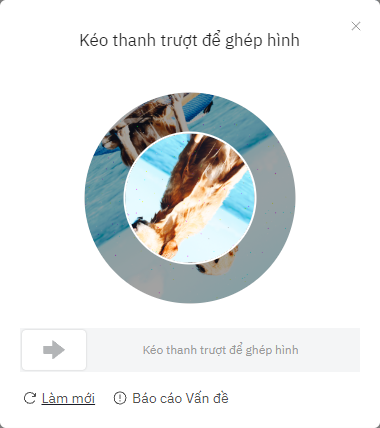 Kéo thanh trượt để ghép hình
Kéo thanh trượt để ghép hình
Làm mới
Báo cáo Vấn đề